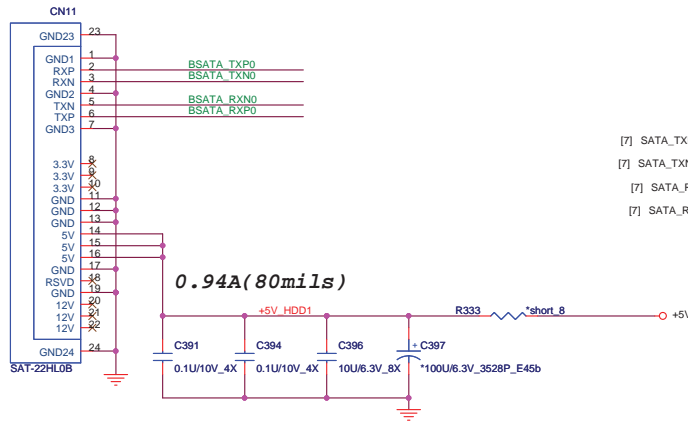 CN11
GND23 23
GND1 1
RXP 2 BSATA_TXP0
RXN 3 BSATA_TXN0
GND2 4
TXN 5 BSATA_RXN0
TXP 6 BSATA_RXP0
GND3 7
[7] SATA_TX
[7] SATA_TXN
[7] SATA_R
[7] SATA_R
3.3V 8
3.3V 9
3.3V 10
GND 11
GND 12
GND 13
5V 14
5V 15
5V 16
GND 17
RSVD 18
GND 19
12V 20
12V 21
12V 22
0.94A(80mils)
+5V_HDD1
R333 *short_8
+5V
GND24 24
SAT-22HL0B
C391
0.1U/10V_4X
C394
0.1U/10V_4X
C396
10U/6.3V_8X
+ C397
*100U/6.3V_3528P_E45b